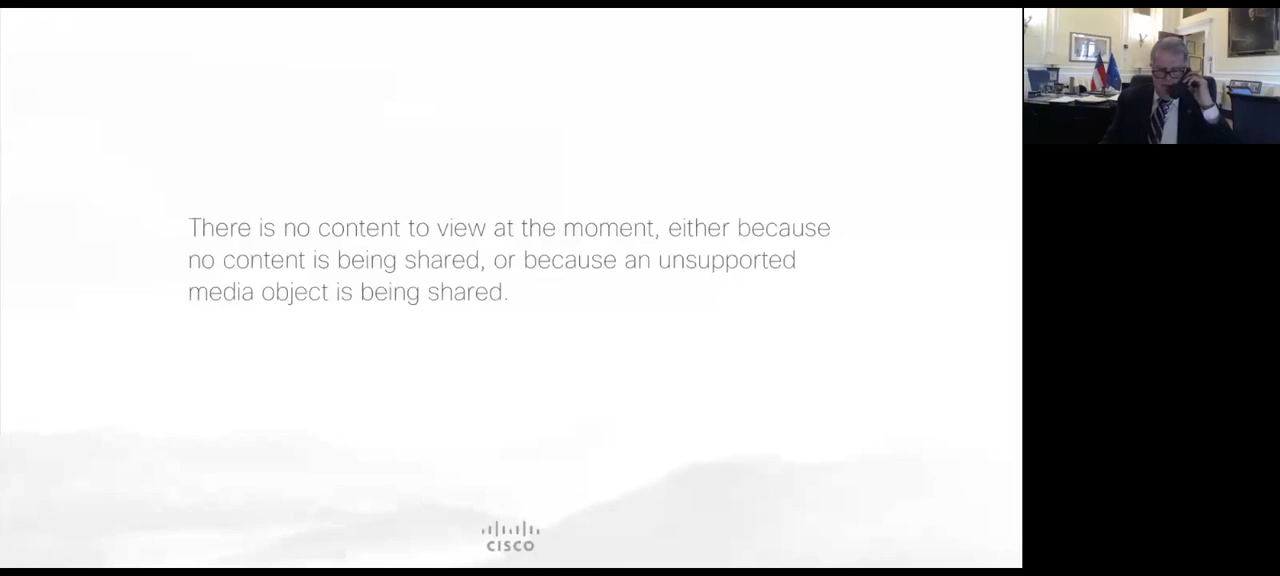 There is no content to view at the moment, either because
no content is being shared, or because an unsupported
media object is being shared.
CISCO